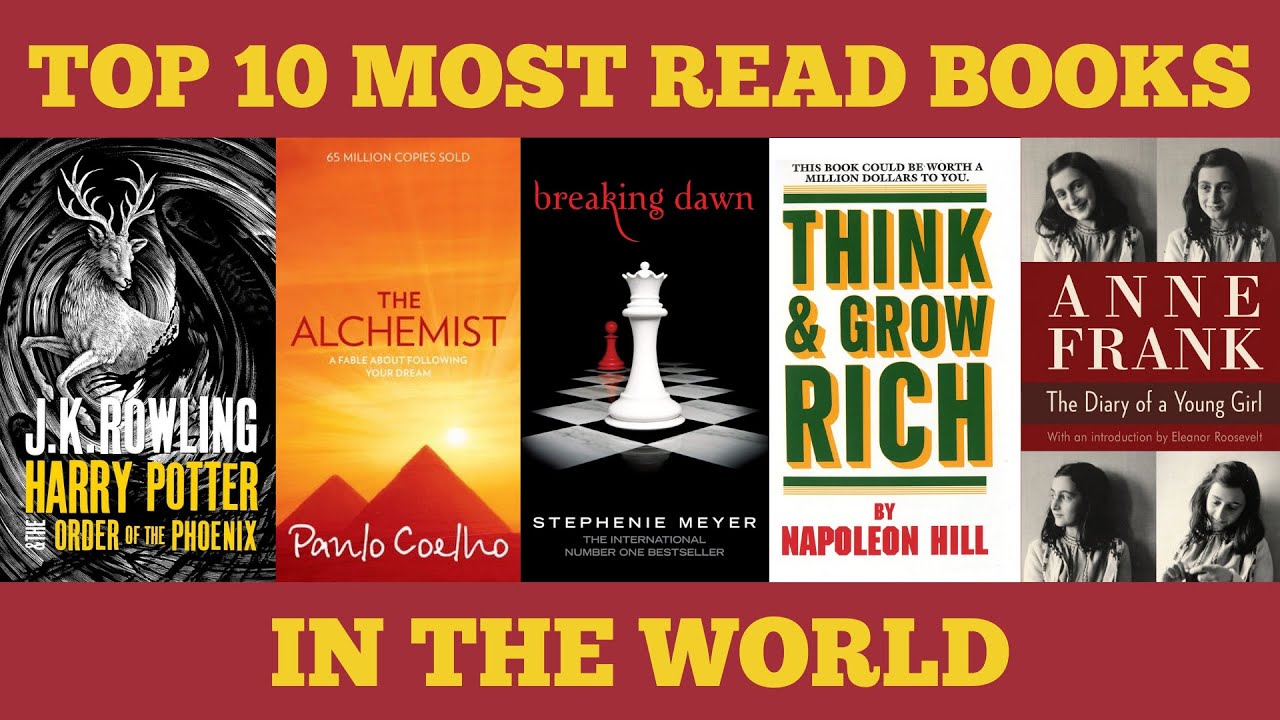 TOP 10 MOST READ BOOKS
J.K.ROWLING
HARRY POTTER
& THE ORDER OF THE PHOENIX
65 MILLION COPIES SOLD
THE
ALCHEMIST
A FABLE ABOUT FOLLOWING
YOUR DREAM
Paulo Coelho
breaking dawn
STEPHENIE MEYER
THE INTERNATIONAL
NUMBER ONE BESTSELLER
THIS BOOK COULD BE WORTH A
MILLION DOLLARS TO YOU.
THINK
& GROW
RICH
BY
NAPOLEON HILL
ANNE
FRANK
The Diary of a Young Girl
With an introduction by Eleanor Roosevelt
IN THE WORLD